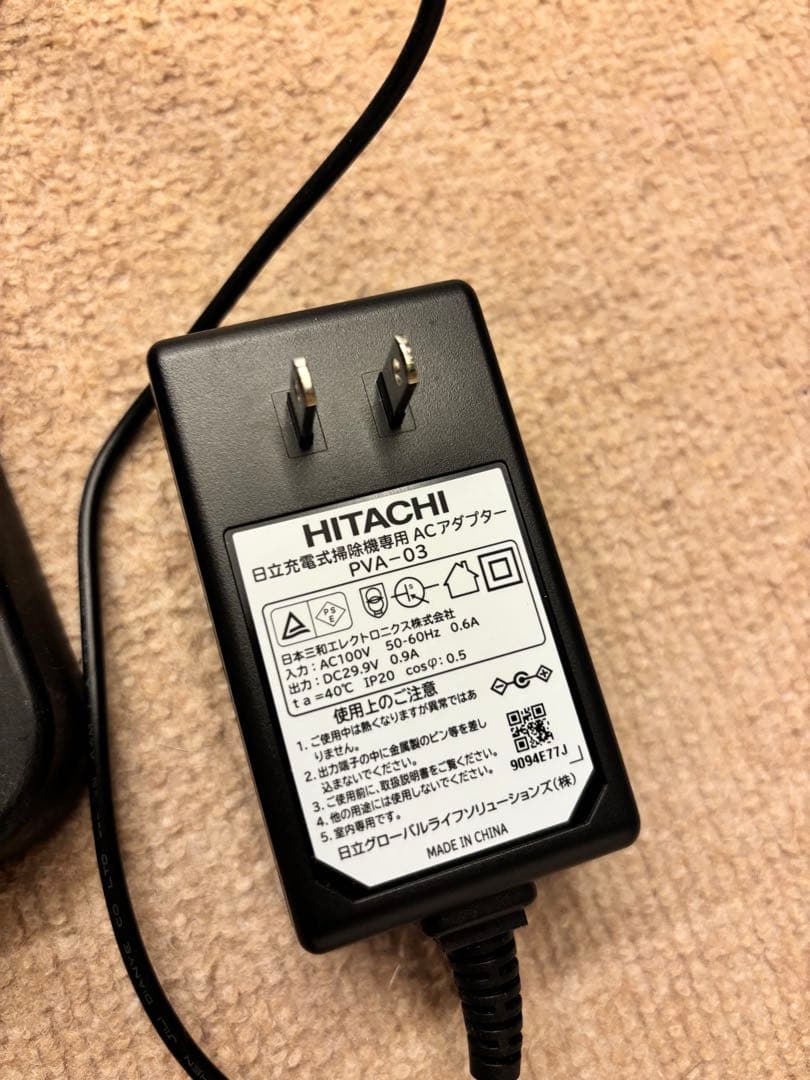 HITACHI
日立充電式掃除機専用 ACアダプター
PVA-03
PS
E
日本三和エレクトロニクス株式会社
入力:AC100V 50-60Hz 0.6A
出力:DC29.9V 0.9A
ta=40℃ IP20 cosφ:0.5
使用上のご注意
1. ご使用中は熱くなりますが異常ではあ
りません。
2. 出力端子の中に金属製のピン等を差し
込まないでください。
3. ご使用前に、取扱説明書をご覧ください。
4. 他の用途には使用しないでください。
5. 室内専用です。
9094E77J
日立グローバルライフソリューションズ(株)
MADE IN CHINA
JILI DIANYE CO LTD